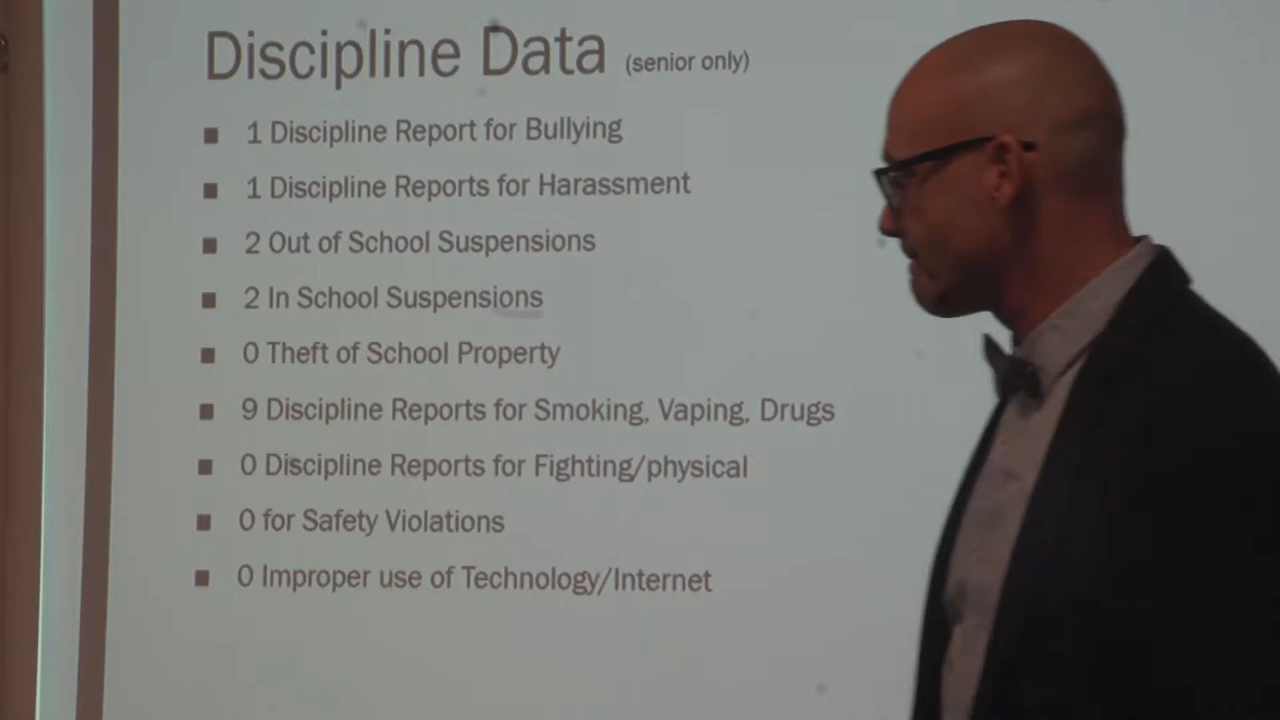 Discipline Data (senior only)
■ 1 Discipline Report for Bullying
■ 1 Discipline Reports for Harassment
■ 2 Out of School Suspensions
■ 2 In School Suspensions
■ 0 Theft of School Property
■ 9 Discipline Reports for Smoking, Vaping, Drugs
■ 0 Discipline Reports for Fighting/physical
■ 0 for Safety Violations
■ 0 Improper use of Technology/Internet